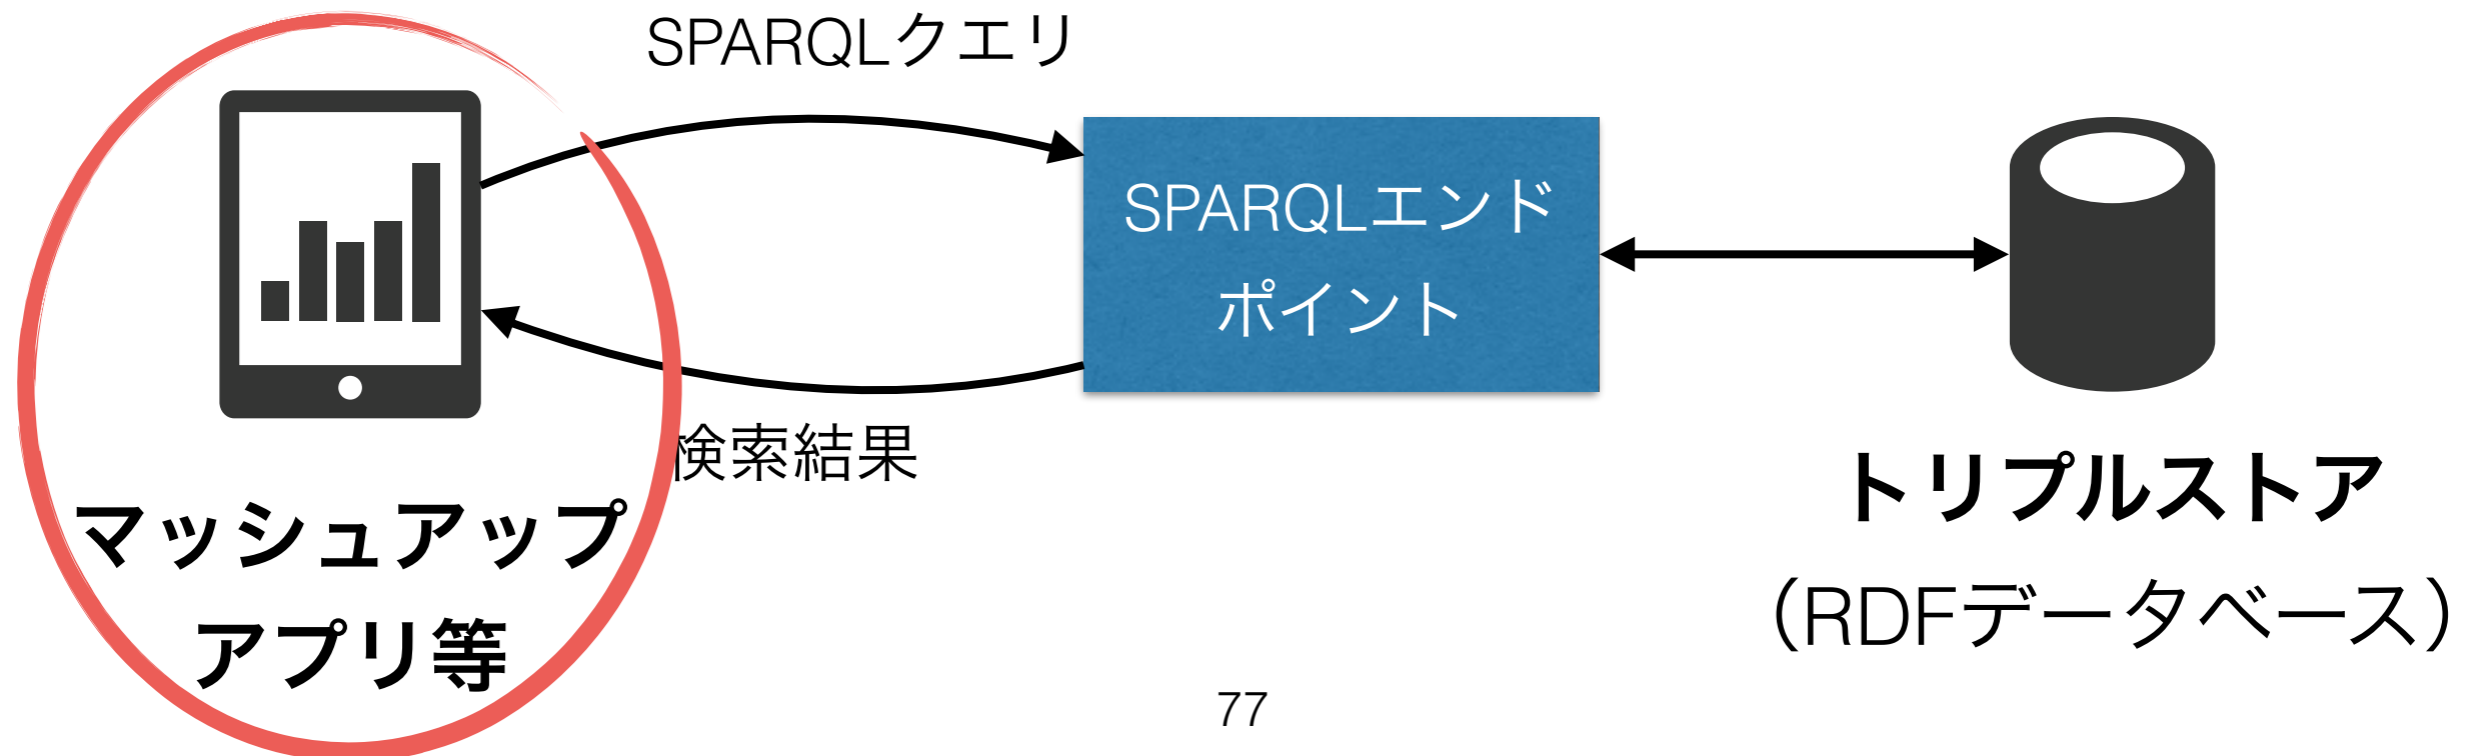 SPARQLクエリ
SPARQLエンド
ポイント
検索結果
マッシュアップ
アプリ等
トリプルストア
（RDFデータベース）
77